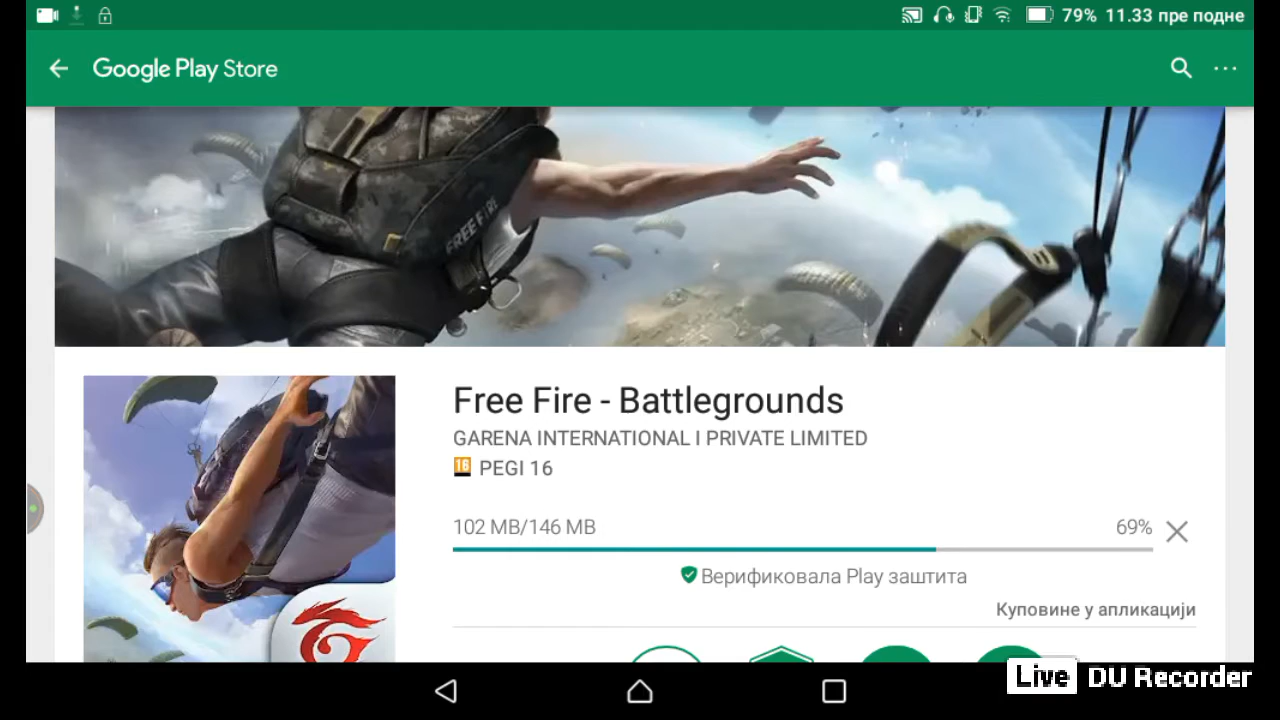 79% 11.33 пре подне
Google Play Store
FREE FIRE
Free Fire - Battlegrounds
GARENA INTERNATIONAL I PRIVATE LIMITED
16 PEGI 16
102 MB/146 MB 69%
Верификовала Play заштита
Куповине у апликацији
Live DU Recorder